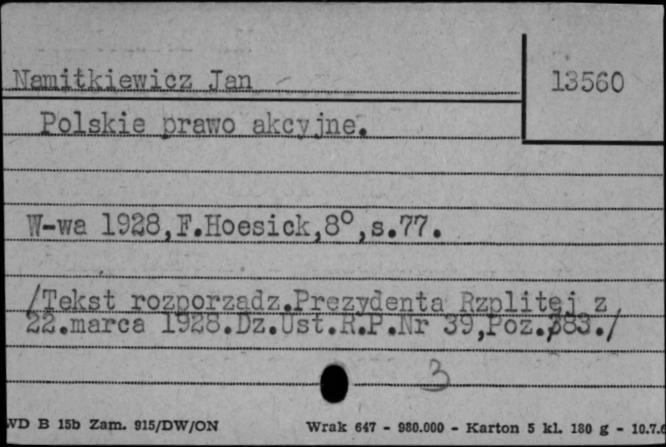 Namitkiewicz Jan
13560
Polskie prawo akcyjne.
W-wa 1928,F.Hoesick,8°,s.77.
/Tekst rozporządz.Prezydenta Rzplitej z
22.marca 1928.Dz.Ust.R.P.Nr 39,Poz.383./
3
WD B 15b Zam. 915/DW/ON
Wrak 647 - 980.000 - Karton 5 kl. 180 g - 10.7.